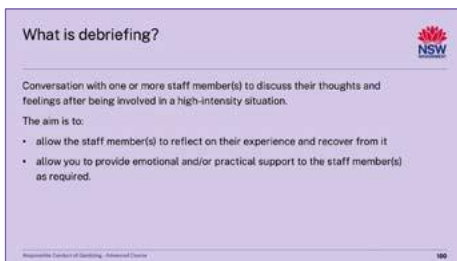 What is debriefing?
NSW
GOVERNMENT
Conversation with one or more staff member(s) to discuss their thoughts and
feelings after being involved in a high-intensity situation.
The aim is to:
• allow the staff member(s) to reflect on their experience and recover from it
• allow you to provide emotional and/or practical support to the staff member(s)
as required.
Responsible Conduct of Gambling - Advanced Course
100